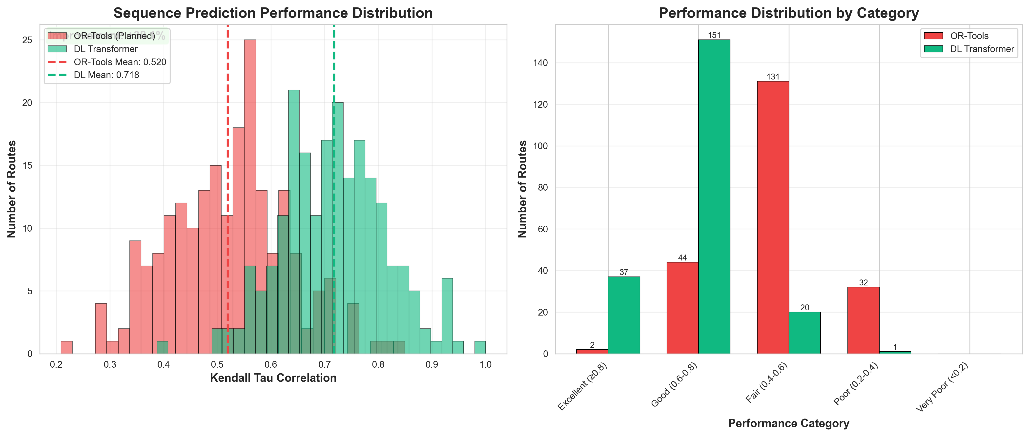 Sequence Prediction Performance Distribution
OR-Tools (Planned)
DL Transformer
OR-Tools Mean: 0.520
DL Mean: 0.718
Number of Routes
25
20
15
10
5
0
0.2 0.3 0.4 0.5 0.6 0.7 0.8 0.9 1.0
Kendall Tau Correlation
Performance Distribution by Category
OR-Tools
DL Transformer
Number of Routes
140
120
100
80
60
40
20
0
2 37 44 151 131 20 32 1
Excellent (≥0.8)
Good (0.6-0.8)
Fair (0.4-0.6)
Poor (0.2-0.4)
Very Poor (<0.2)
Performance Category